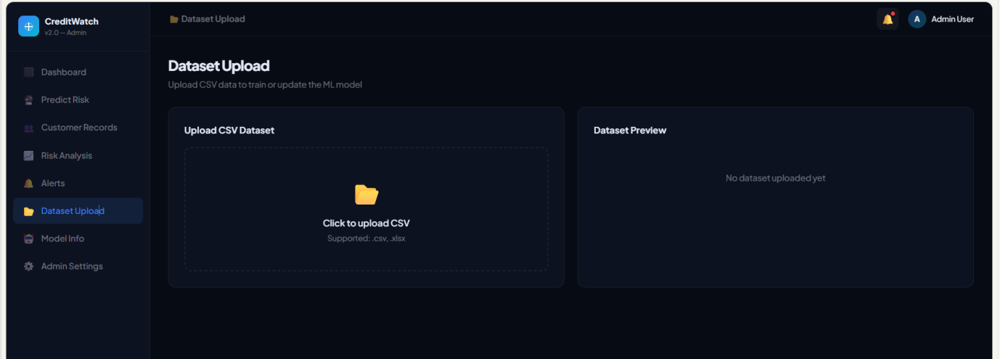 CreditWatch
v2.0 — Admin
Dashboard
Predict Risk
Customer Records
Risk Analysis
Alerts
Dataset Upload
Model Info
Admin Settings
Dataset Upload
A
Admin User
Dataset Upload
Upload CSV data to train or update the ML model
Upload CSV Dataset
Click to upload CSV
Supported: .csv, .xlsx
Dataset Preview
No dataset uploaded yet